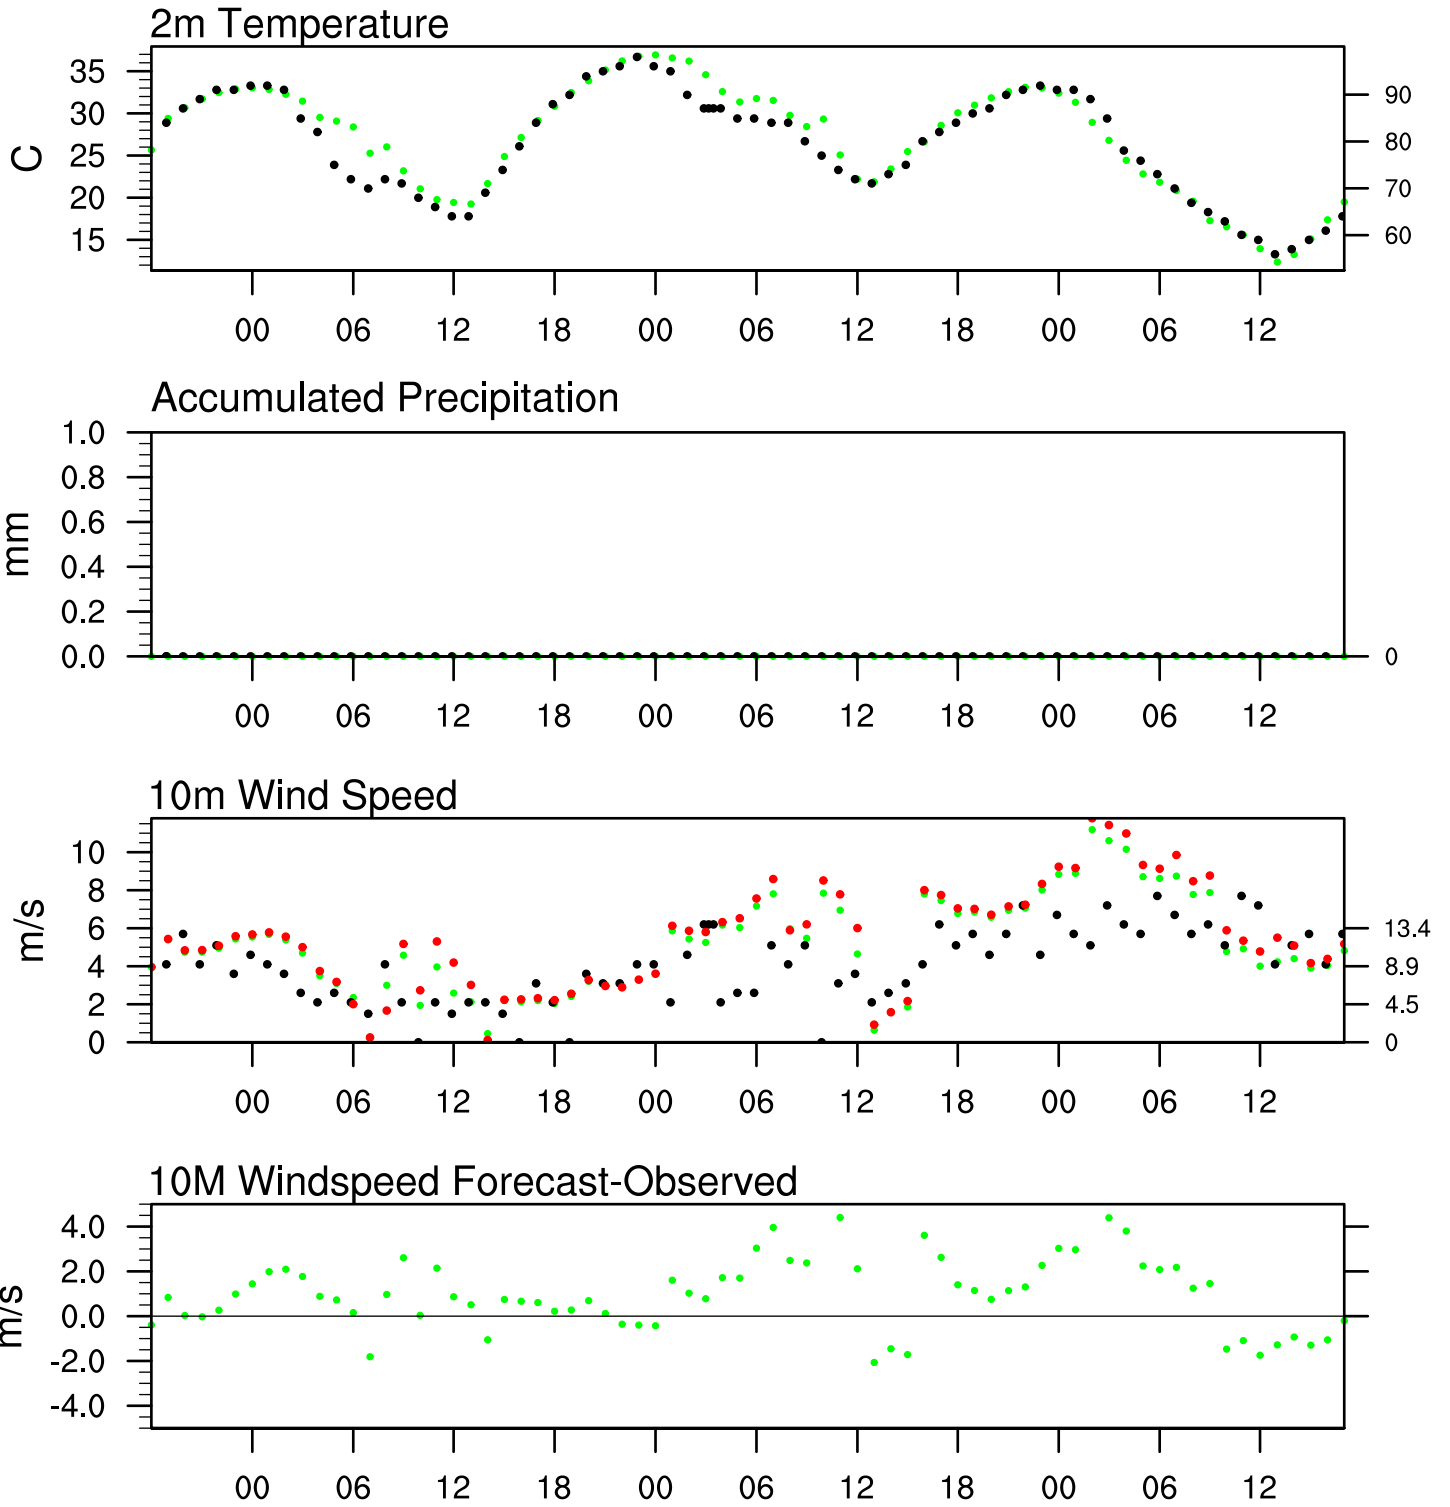 2m Temperature
35
30
25
20
15
C
90
80
70
60
00 06 12 18 00 06 12 18 00 06 12
Accumulated Precipitation
1.0
0.8
0.6
0.4
0.2
0.0
mm
0
00 06 12 18 00 06 12 18 00 06 12
10m Wind Speed
10
8
6
4
2
0
m/s
13.4
8.9
4.5
0
00 06 12 18 00 06 12 18 00 06 12
10M Windspeed Forecast-Observed
4.0
2.0
0.0
-2.0
-4.0
m/s
00 06 12 18 00 06 12 18 00 06 12